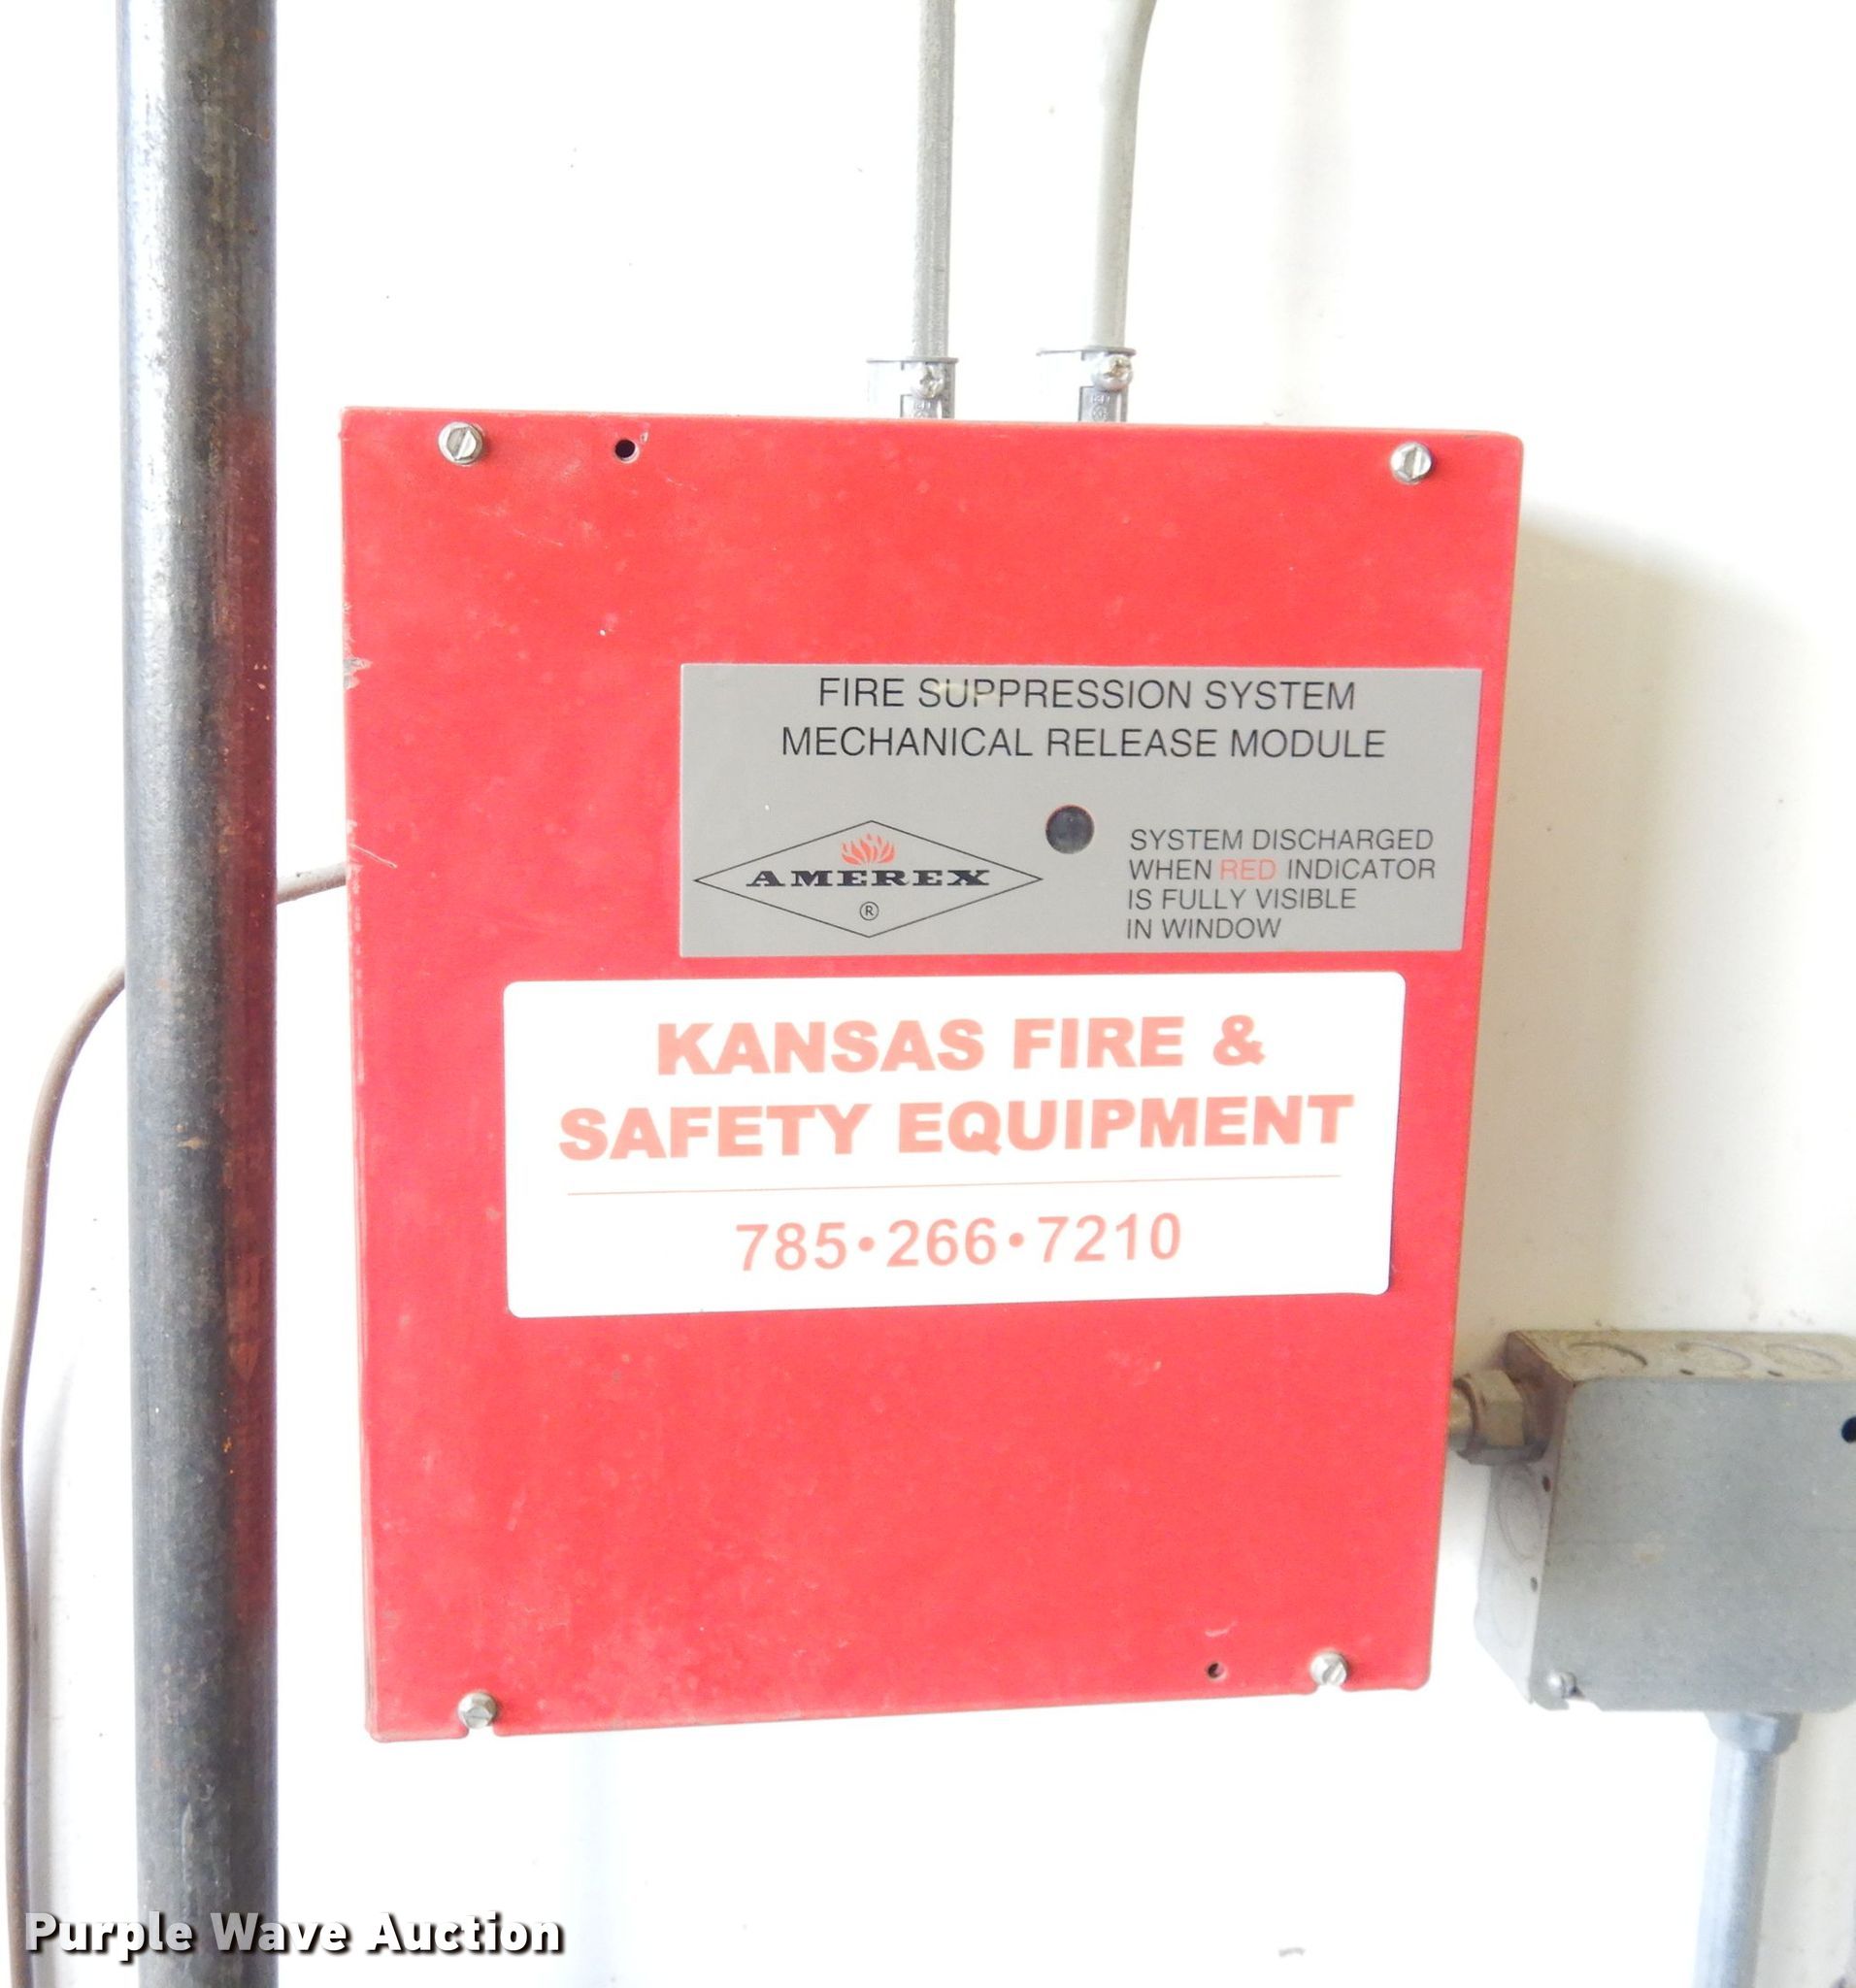 FIRE SUPPRESSION SYSTEM
MECHANICAL RELEASE MODULE
AMEREX
®
SYSTEM DISCHARGED
WHEN RED INDICATOR
IS FULLY VISIBLE
IN WINDOW
KANSAS FIRE &
SAFETY EQUIPMENT
785•266•7210
Purple Wave Auction